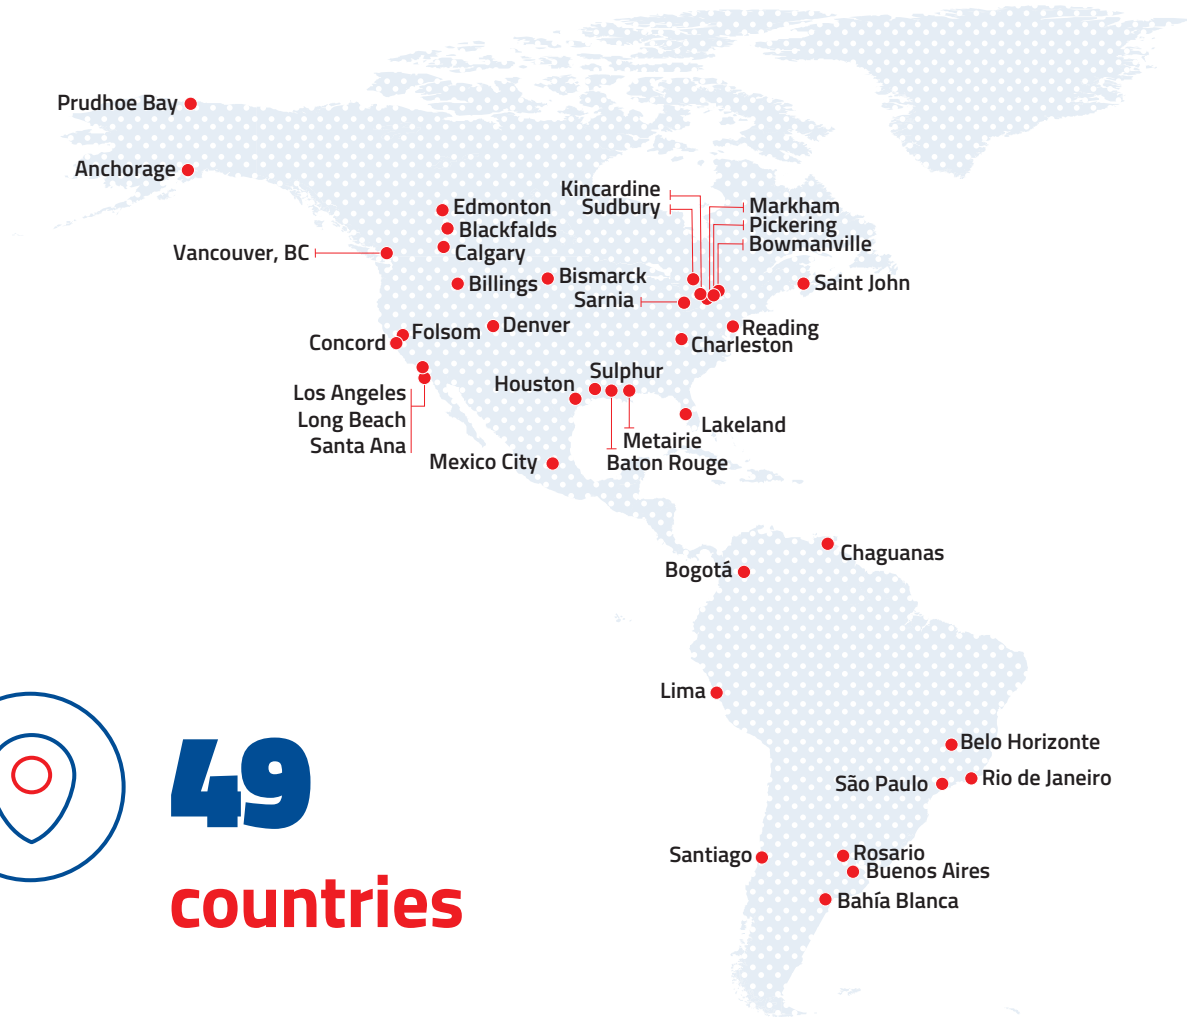 Prudhoe Bay
Anchorage
Kincardine
Sudbury
Markham
Pickering
Bowmanville
Edmonton
Blackfalds
Calgary
Vancouver, BC
Billings
Bismarck
Sarnia
Saint John
Folsom
Denver
Concord
Reading
Charleston
Los Angeles
Long Beach
Santa Ana
Houston
Sulphur
Lakeland
Metairie
Baton Rouge
Mexico City
Chaguanas
Bogotá
Lima
Belo Horizonte
São Paulo
Rio de Janeiro
Santiago
Rosario
Buenos Aires
Bahía Blanca
49
countries